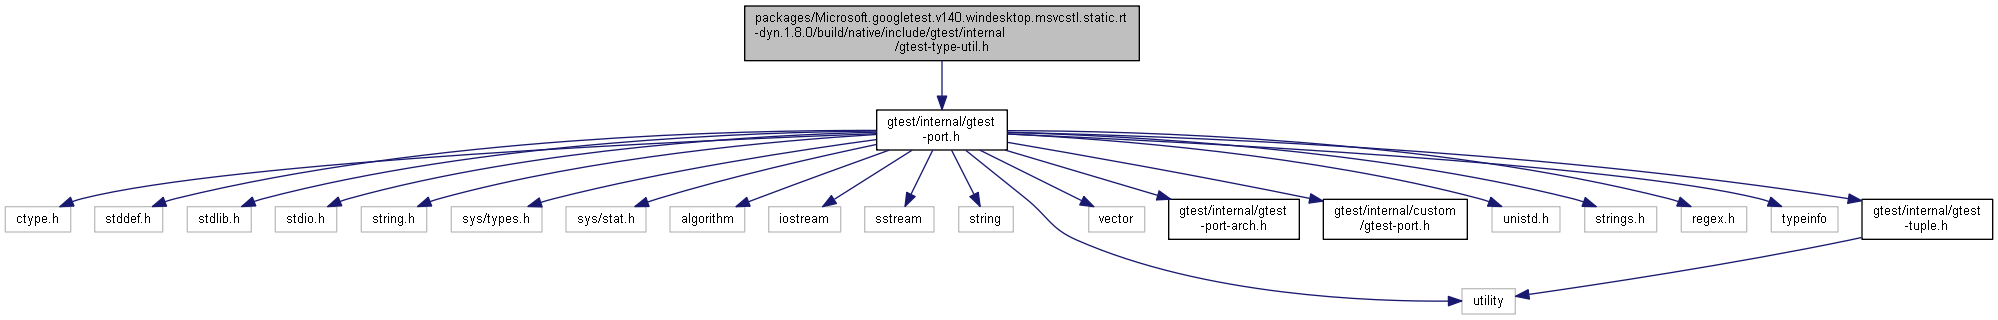 packages/Microsoft.googletest.v140.windesktop.msvcstl.static.rt
-dyn.1.8.0/build/native/include/gtest/internal
/gtest-type-util.h
gtest/internal/gtest
-port.h
ctype.h
stddef.h
stdlib.h
stdio.h
string.h
sys/types.h
sys/stat.h
algorithm
iostream
sstream
string
vector
gtest/internal/gtest
-port-arch.h
gtest/internal/custom
/gtest-port.h
unistd.h
strings.h
regex.h
typeinfo
gtest/internal/gtest
-tuple.h
utility